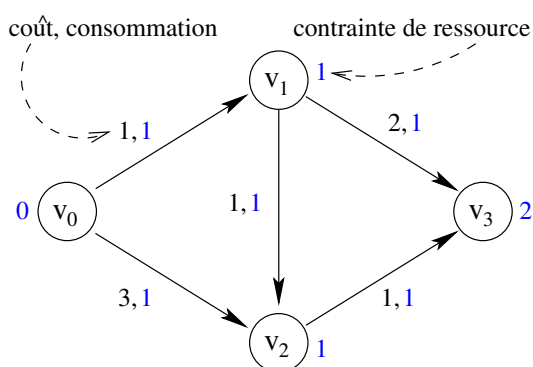 coût, consommation
contrainte de ressource
v1
1
1,1
2,1
0
v0
1,1
v3
2
3,1
1,1
v2
1